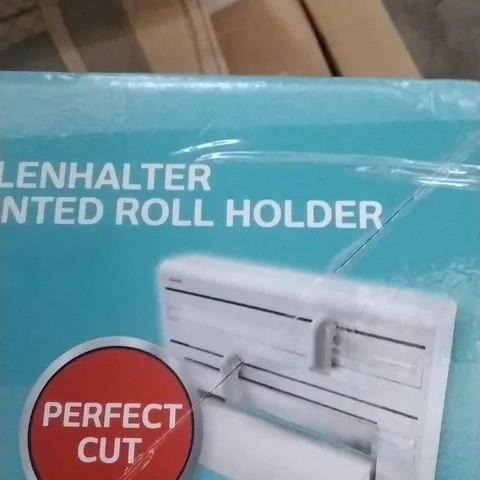 LENHALTER
NTED ROLL HOLDER
PERFECT
CUT